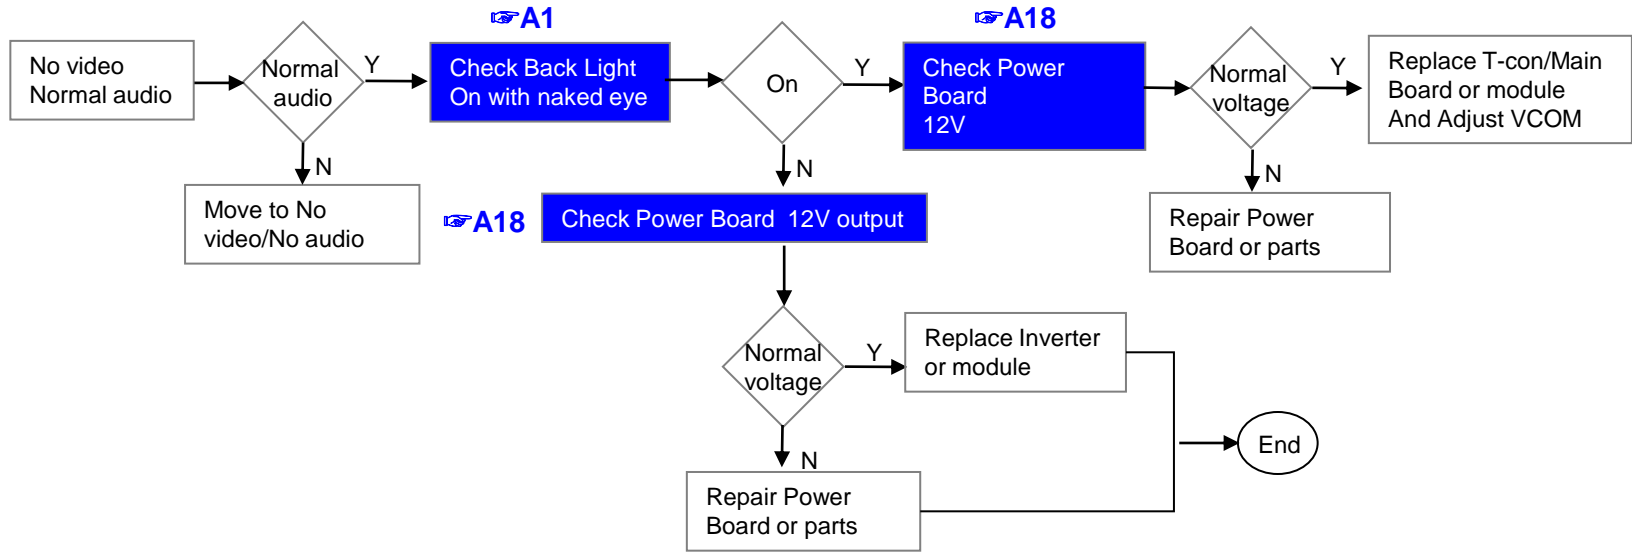 ☞A1
☞A18
No video
Normal audio
Normal
audio
Y
Check Back Light
On with naked eye
On
Y
Check Power
Board
12V
Normal
voltage
Y
Replace T-con/Main
Board or module
And Adjust VCOM
N
N
N
Move to No
video/No audio
☞A18
Check Power Board 12V output
Repair Power
Board or parts
Normal
voltage
Y
Replace Inverter
or module
End
N
Repair Power
Board or parts